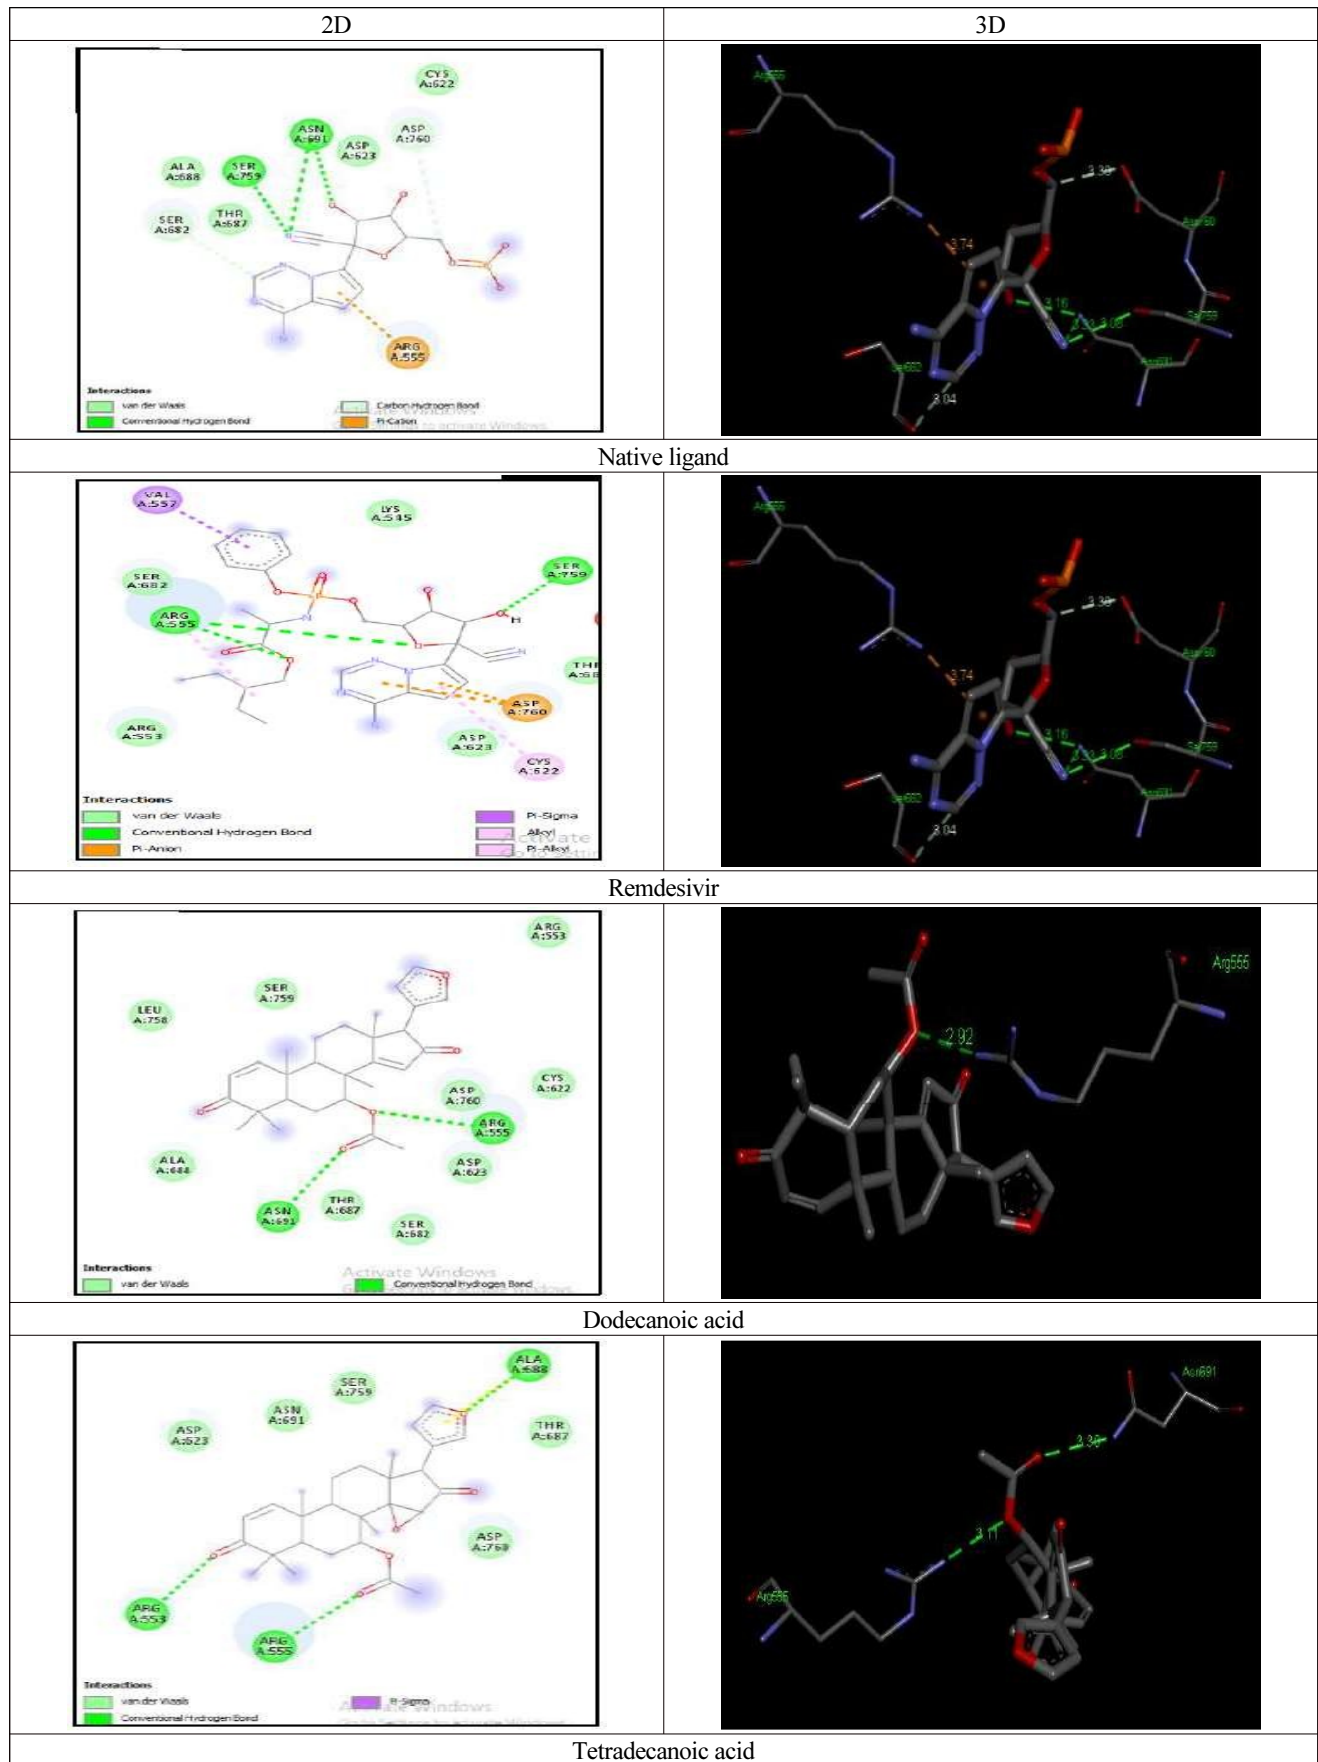 2D
3D
CYS
A:622
ASN
A:691
ASP
A:623
ASP
A:760
ALA
A:688
SER
A:759
SER
A:682
THR
A:687
ARG
A:555
Interactions
van der Waals
Conventional Hydrogen Bond
Carbon Hydrogen Bond
Pi-Cation
Arg555
3.38
3.74
3.16
3.04
Native ligand
VAL
A:557
LYS
A:545
SER
A:759
SER
A:682
ARG
A:555
ASP
A:760
ARG
A:553
ASP
A:623
CYS
A:622
Interactions
van der Waals
Conventional Hydrogen Bond
Pi-Anion
Pi-Sigma
Alkyl
Pi-Alkyl
Arg555
3.38
3.74
3.16
3.04
Remdesivir
ARG
A:553
SER
A:759
LEU
A:758
CYS
A:622
ASP
A:760
ARG
A:555
ASP
A:623
ALA
A:688
ASN
A:691
THR
A:687
SER
A:682
Activate Windows
Interactions
van der Waals
Conventional Hydrogen Bond
Arg555
2.92
Dodecanoic acid
ALA
A:688
SER
A:759
ASN
A:691
ASP
A:623
THR
A:687
ASP
A:760
ARG
A:553
ARG
A:555
Interactions
van der Waals
Conventional Hydrogen Bond
Pi-Sigma
Asn691
3.11
Arg555
Tetradecanoic acid